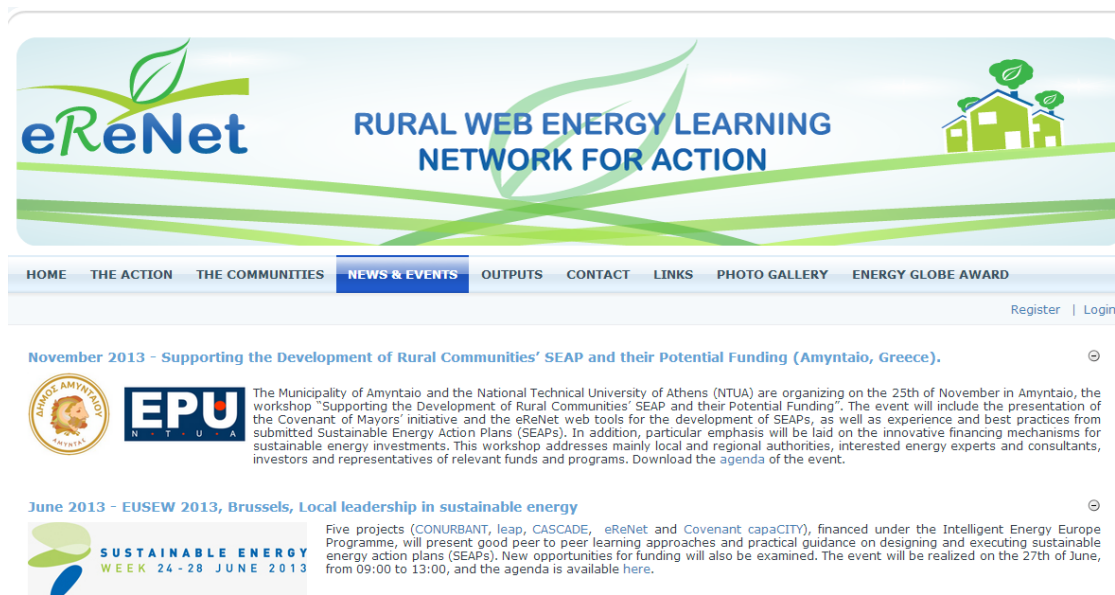 eReNet
RURAL WEB ENERGY LEARNING
NETWORK FOR ACTION
HOME THE ACTION THE COMMUNITIES NEWS & EVENTS OUTPUTS CONTACT LINKS PHOTO GALLERY ENERGY GLOBE AWARD
Register | Login
November 2013 - Supporting the Development of Rural Communities’ SEAP and their Potential Funding (Amyntaio, Greece).
ΔΗΜΟΣ ΑΜΥΝΤΑΙΟΥ
ΑΜΥΝΤΑΣ
EPU
N · T · U · A
The Municipality of Amyntaio and the National Technical University of Athens (NTUA) are organizing on the 25th of November in Amyntaio, the
workshop “Supporting the Development of Rural Communities’ SEAP and their Potential Funding”. The event will include the presentation of
the Covenant of Mayors’ initiative and the eReNet web tools for the development of SEAPs, as well as experience and best practices from
submitted Sustainable Energy Action Plans (SEAPs). In addition, particular emphasis will be laid on the innovative financing mechanisms for
sustainable energy investments. This workshop addresses mainly local and regional authorities, interested energy experts and consultants,
investors and representatives of relevant funds and programs. Download the agenda of the event.
June 2013 - EUSEW 2013, Brussels, Local leadership in sustainable energy
SUSTAINABLE ENERGY
WEEK 24-28 JUNE 2013
Five projects (CONURBANT, leap, CASCADE, eReNet and Covenant capaCITY), financed under the Intelligent Energy Europe
Programme, will present good peer to peer learning approaches and practical guidance on designing and executing sustainable
energy action plans (SEAPs). New opportunities for funding will also be examined. The event will be realized on the 27th of June,
from 09:00 to 13:00, and the agenda is available here.